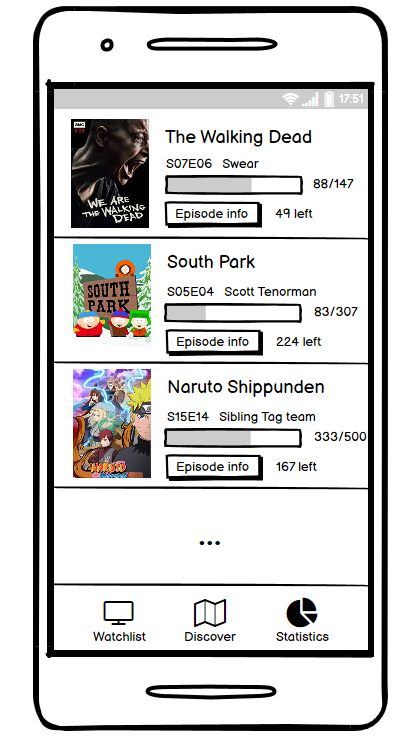 17:51
aMC
2.23
WE ARE
THE WALKING
DEAD
The Walking Dead
S07E06 Swear
88/147
Episode info 49 left
SOUTH
PARK
South Park
S05E04 Scott Tenorman
83/307
Episode info 224 left
Naruto Shippunden
S15E14 Sibling Tag team
333/500
Episode info 167 left
NARUTO
...
Watchlist Discover Statistics